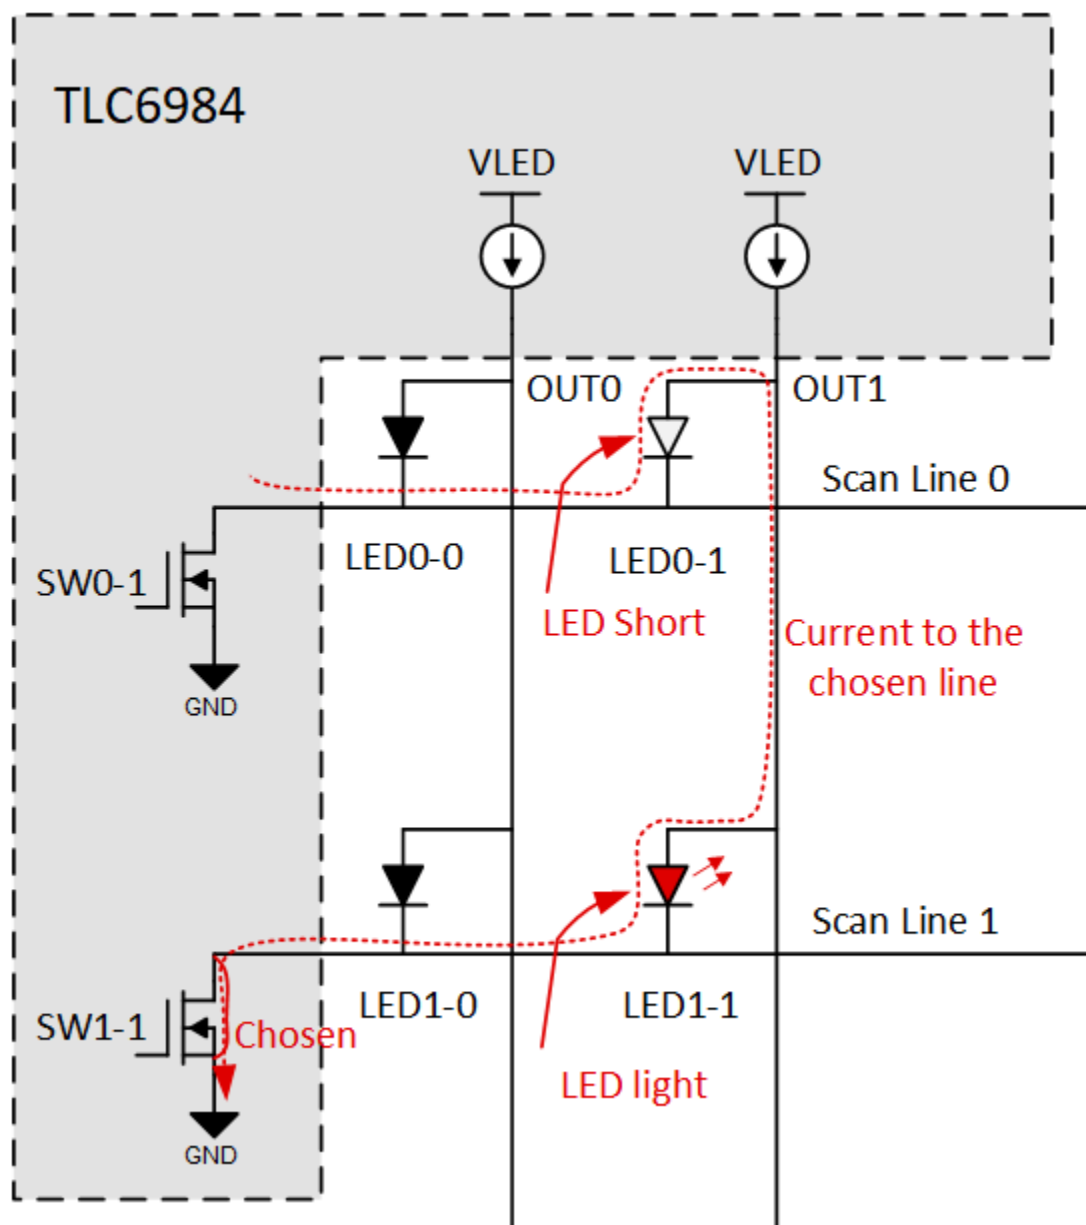 TLC6984
VLED
VLED
OUT0
OUT1
Scan Line 0
LED0-0
LED0-1
SW0-1
LED Short
Current to the
chosen line
GND
Scan Line 1
LED1-0
LED1-1
SW1-1
Chosen
LED light
GND